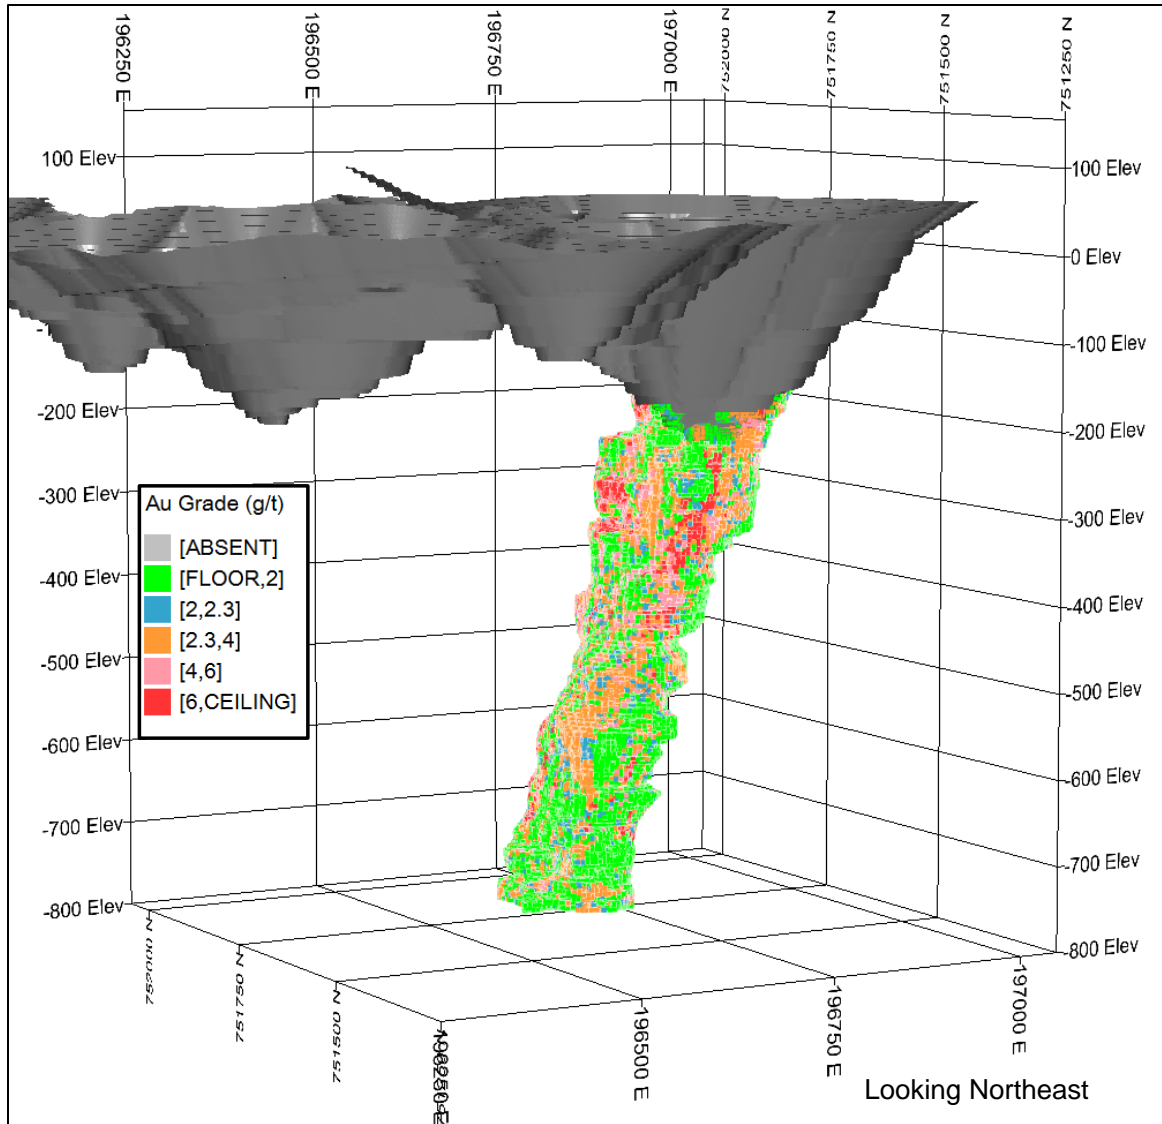 196250 E
196500 E
196750 E
197000 E
752000 N
751750 N
751500 N
751250 N
100 Elev
100 Elev
0 Elev
-100 Elev
-200 Elev
-200 Elev
-300 Elev
-300 Elev
-400 Elev
-400 Elev
-500 Elev
-500 Elev
-600 Elev
-600 Elev
-700 Elev
-700 Elev
-800 Elev
-800 Elev
Au Grade (g/t)
[ABSENT]
[FLOOR,2]
[2,2.3]
[2.3,4]
[4,6]
[6,CEILING]
752000 N
751750 N
751500 N
196250 E
196500 E
196750 E
197000 E
Looking Northeast